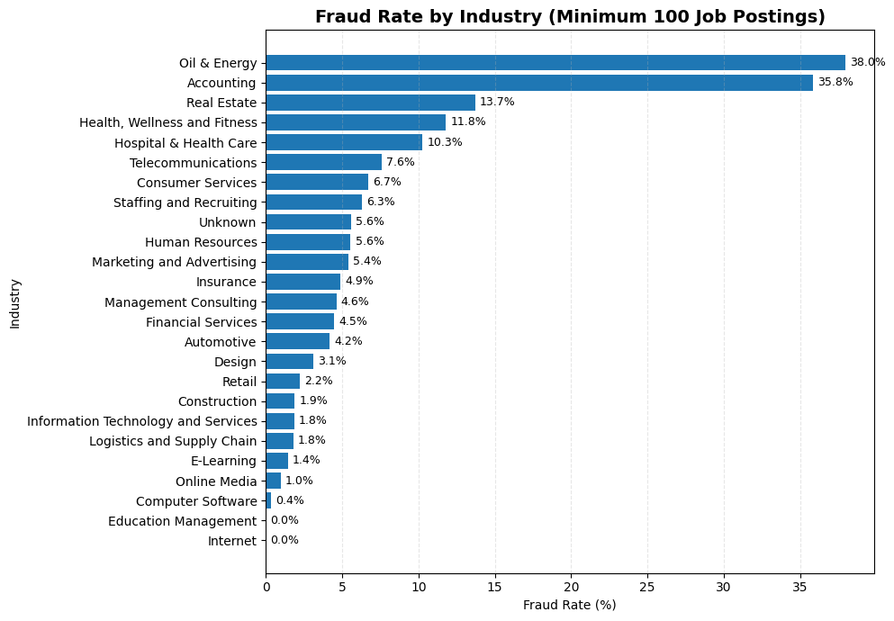 Fraud Rate by Industry (Minimum 100 Job Postings)
Oil & Energy 38.0%
Accounting 35.8%
Real Estate 13.7%
Health, Wellness and Fitness 11.8%
Hospital & Health Care 10.3%
Telecommunications 7.6%
Consumer Services 6.7%
Staffing and Recruiting 6.3%
Unknown 5.6%
Human Resources 5.6%
Marketing and Advertising 5.4%
Insurance 4.9%
Management Consulting 4.6%
Financial Services 4.5%
Automotive 4.2%
Design 3.1%
Retail 2.2%
Construction 1.9%
Information Technology and Services 1.8%
Logistics and Supply Chain 1.8%
E-Learning 1.4%
Online Media 1.0%
Computer Software 0.4%
Education Management 0.0%
Internet 0.0%
Industry
0 5 10 15 20 25 30 35
Fraud Rate (%)